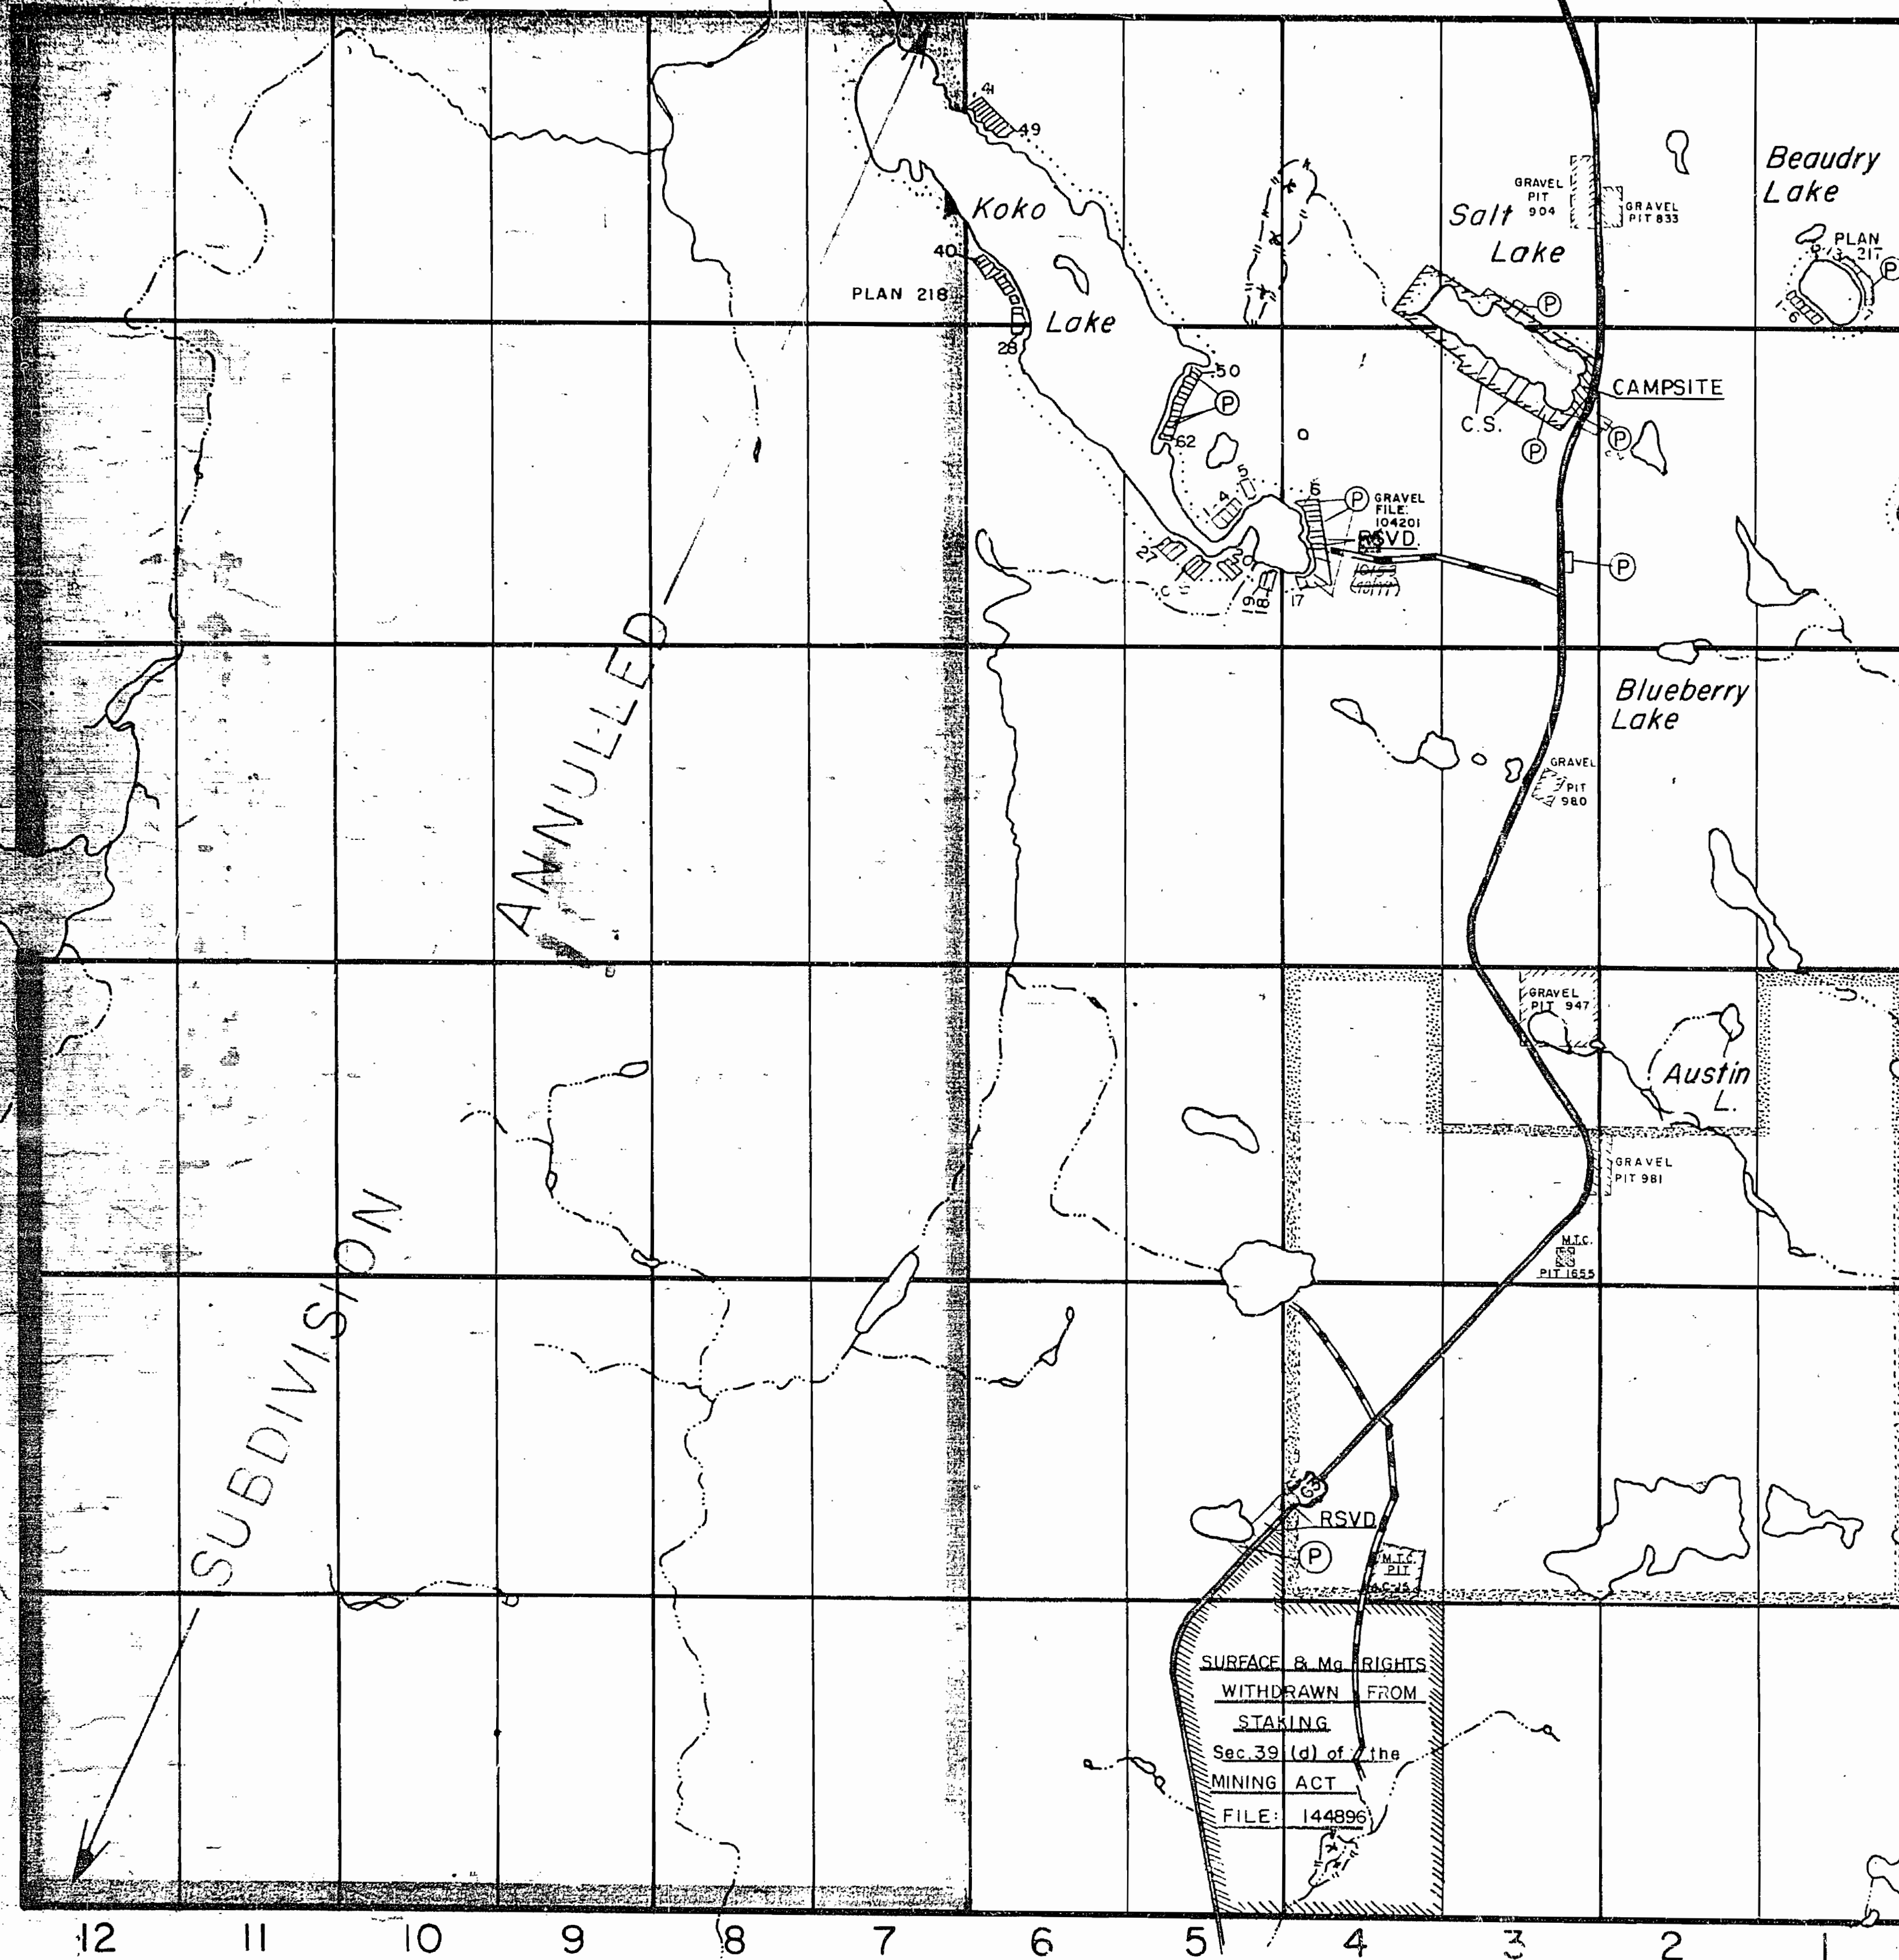 41
49
Koko
Lake
40
PLAN 218
28
50
P
62
5
1-4
6
P
GRAVEL
FILE:
104201
RSVD.
27
C S
20
19
18
17
GRAVEL
PIT
904
GRAVEL
PIT 833
Salt
Lake
P
CAMPSITE
C.S.
P
P
P
Beaudry
Lake
PLAN
217
P
1-6
Blueberry
Lake
GRAVEL
PIT
980
GRAVEL
PIT 947
Austin
L.
GRAVEL
PIT 981
M.T.C.
PIT 1655
ANNULLED
SUBDIVISION
RSVD
P
M.T.C.
PIT
SURFACE & Mg RIGHTS
WITHDRAWN FROM
STAKING
Sec. 39 (d) of the
MINING ACT
FILE: 144896
12 11 10 9 8 7 6 5 4 3 2 1